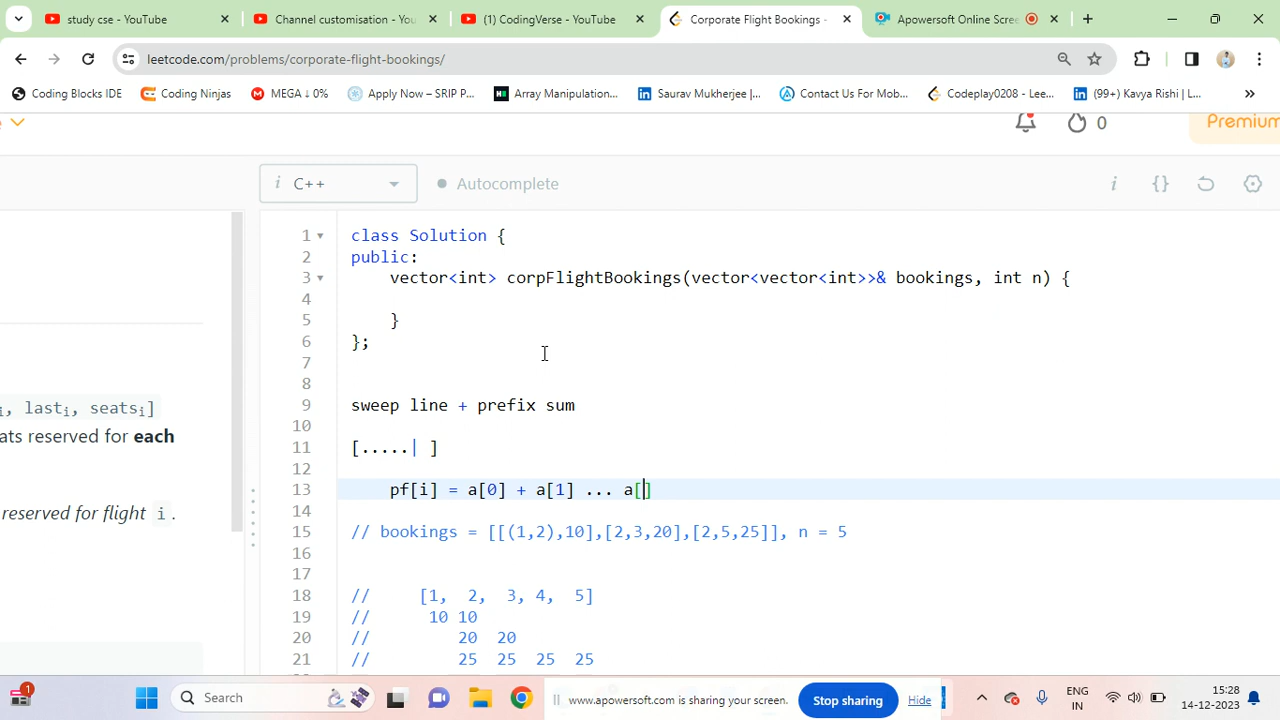 study cse - YouTube
Channel customisation - You
(1) CodingVerse - YouTube
Corporate Flight Bookings -
Apowersoft Online Scree
leetcode.com/problems/corporate-flight-bookings/
Coding Blocks IDE
Coding Ninjas
MEGA ↓ 0%
Apply Now – SRIP P...
Array Manipulation...
Saurav Mukherjee |...
Contact Us For Mob...
Codeplay0208 - Lee...
(99+) Kavya Rishi | L...
»
0
Premium
i C++
Autocomplete
i {}
1 class Solution {
2 public:
3 vector<int> corpFlightBookings(vector<vector<int>>& bookings, int n) {
4
5 }
6 };
7
8
9 sweep line + prefix sum
10
11 [.....| ]
12
13 pf[i] = a[0] + a[1] ... a[]
14
15 // bookings = [[(1,2),10],[2,3,20],[2,5,25]], n = 5
16
17
18 // [1, 2, 3, 4, 5]
19 // 10 10
20 // 20 20
21 // 25 25 25 25
i, lasti, seatsi]
ats reserved for each
reserved for flight i.
1
Search
www.apowersoft.com is sharing your screen.
Stop sharing
Hide
ENG
IN
15:28
14-12-2023